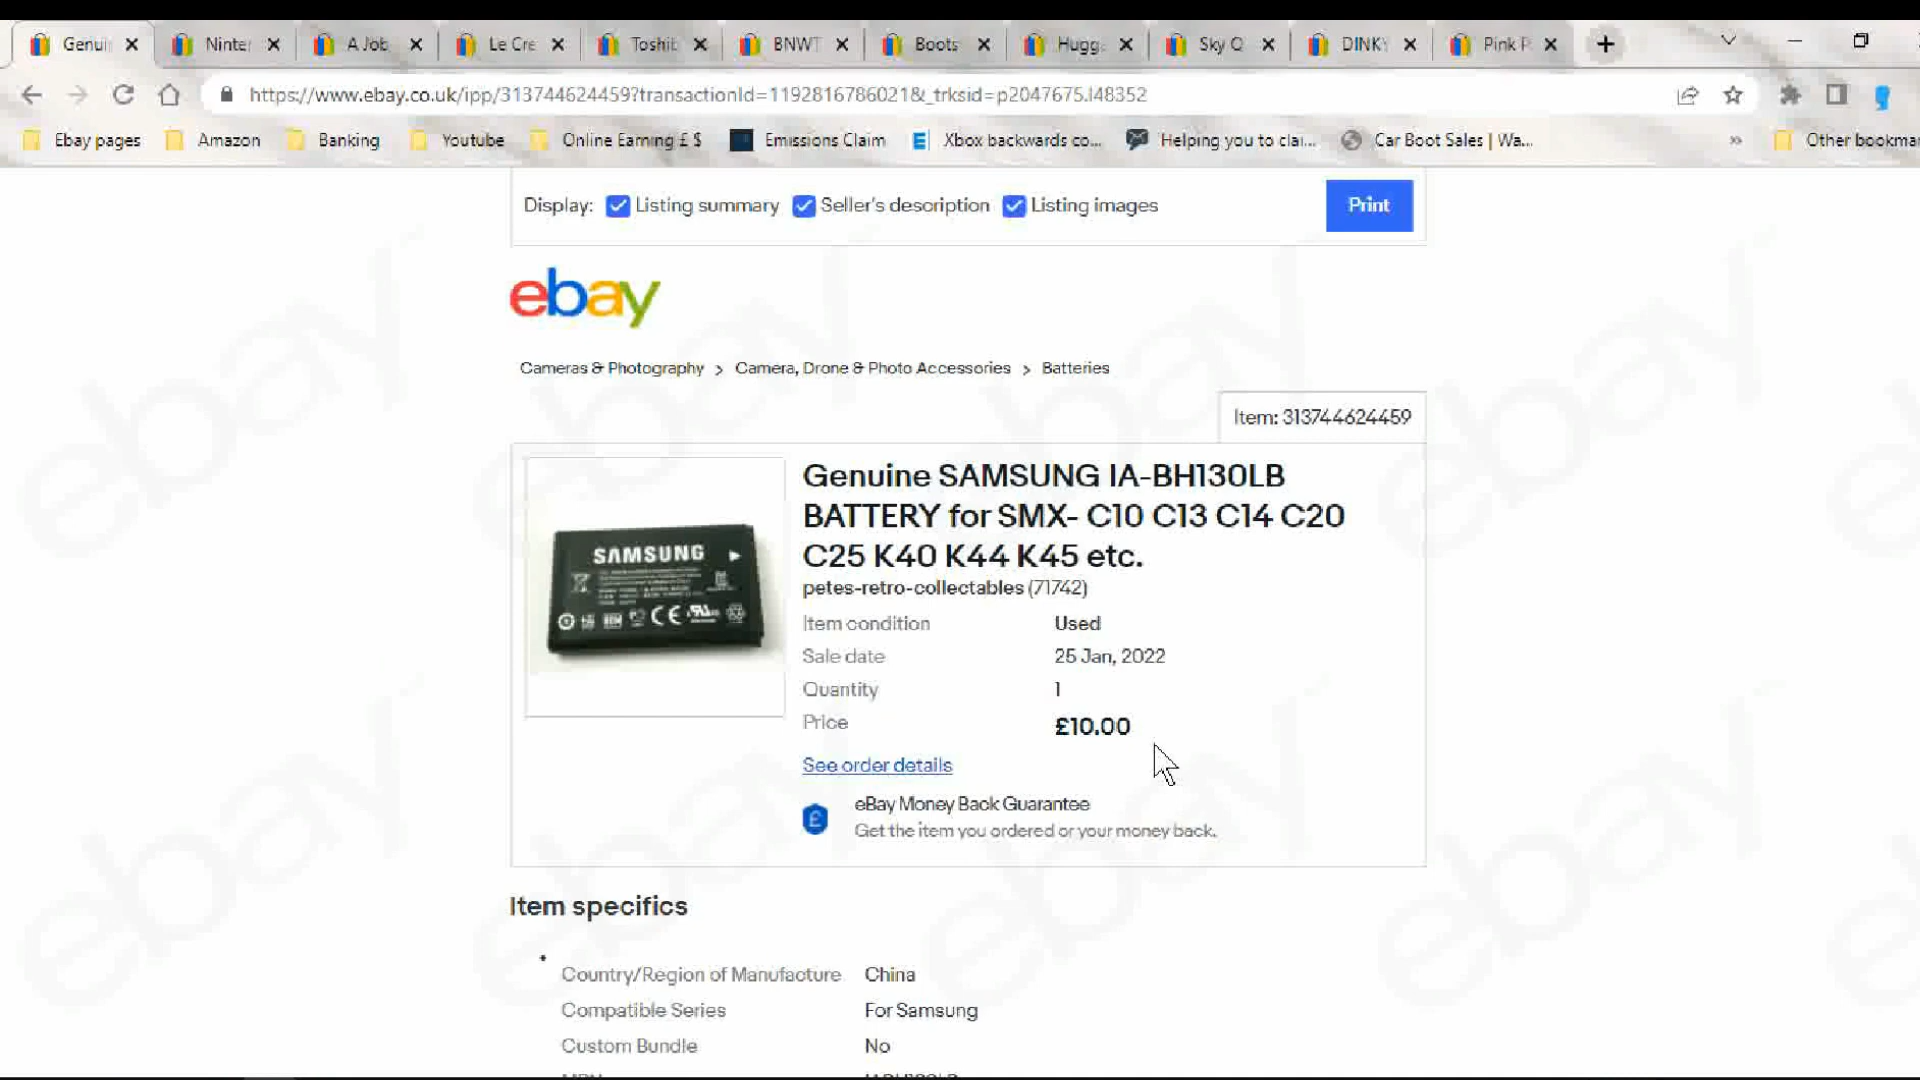 Genui
Ninter
A Job
Le Cre
Toshib
BNWT
Boots
Hugg
Sky Q
DINKY
Pink P
https://www.ebay.co.uk/ipp/313744624459?transactionId=1192816786021&_trksid=p2047675.l48352
Ebay pages
Amazon
Banking
Youtube
Online Earning £ $
Emissions Claim
Xbox backwards co...
Helping you to clai...
Car Boot Sales | Wa...
»
Other bookma
Display: Listing summary Seller's description Listing images
Print
ebay
Cameras & Photography > Camera, Drone & Photo Accessories > Batteries
Item: 313744624459
SAMSUNG
Genuine SAMSUNG IA-BH130LB
BATTERY for SMX- C10 C13 C14 C20
C25 K40 K44 K45 etc.
petes-retro-collectables (71742)
Item condition Used
Sale date 25 Jan, 2022
Quantity 1
Price £10.00
See order details
eBay Money Back Guarantee
Get the item you ordered or your money back.
Item specifics
Country/Region of Manufacture China
Compatible Series For Samsung
Custom Bundle No